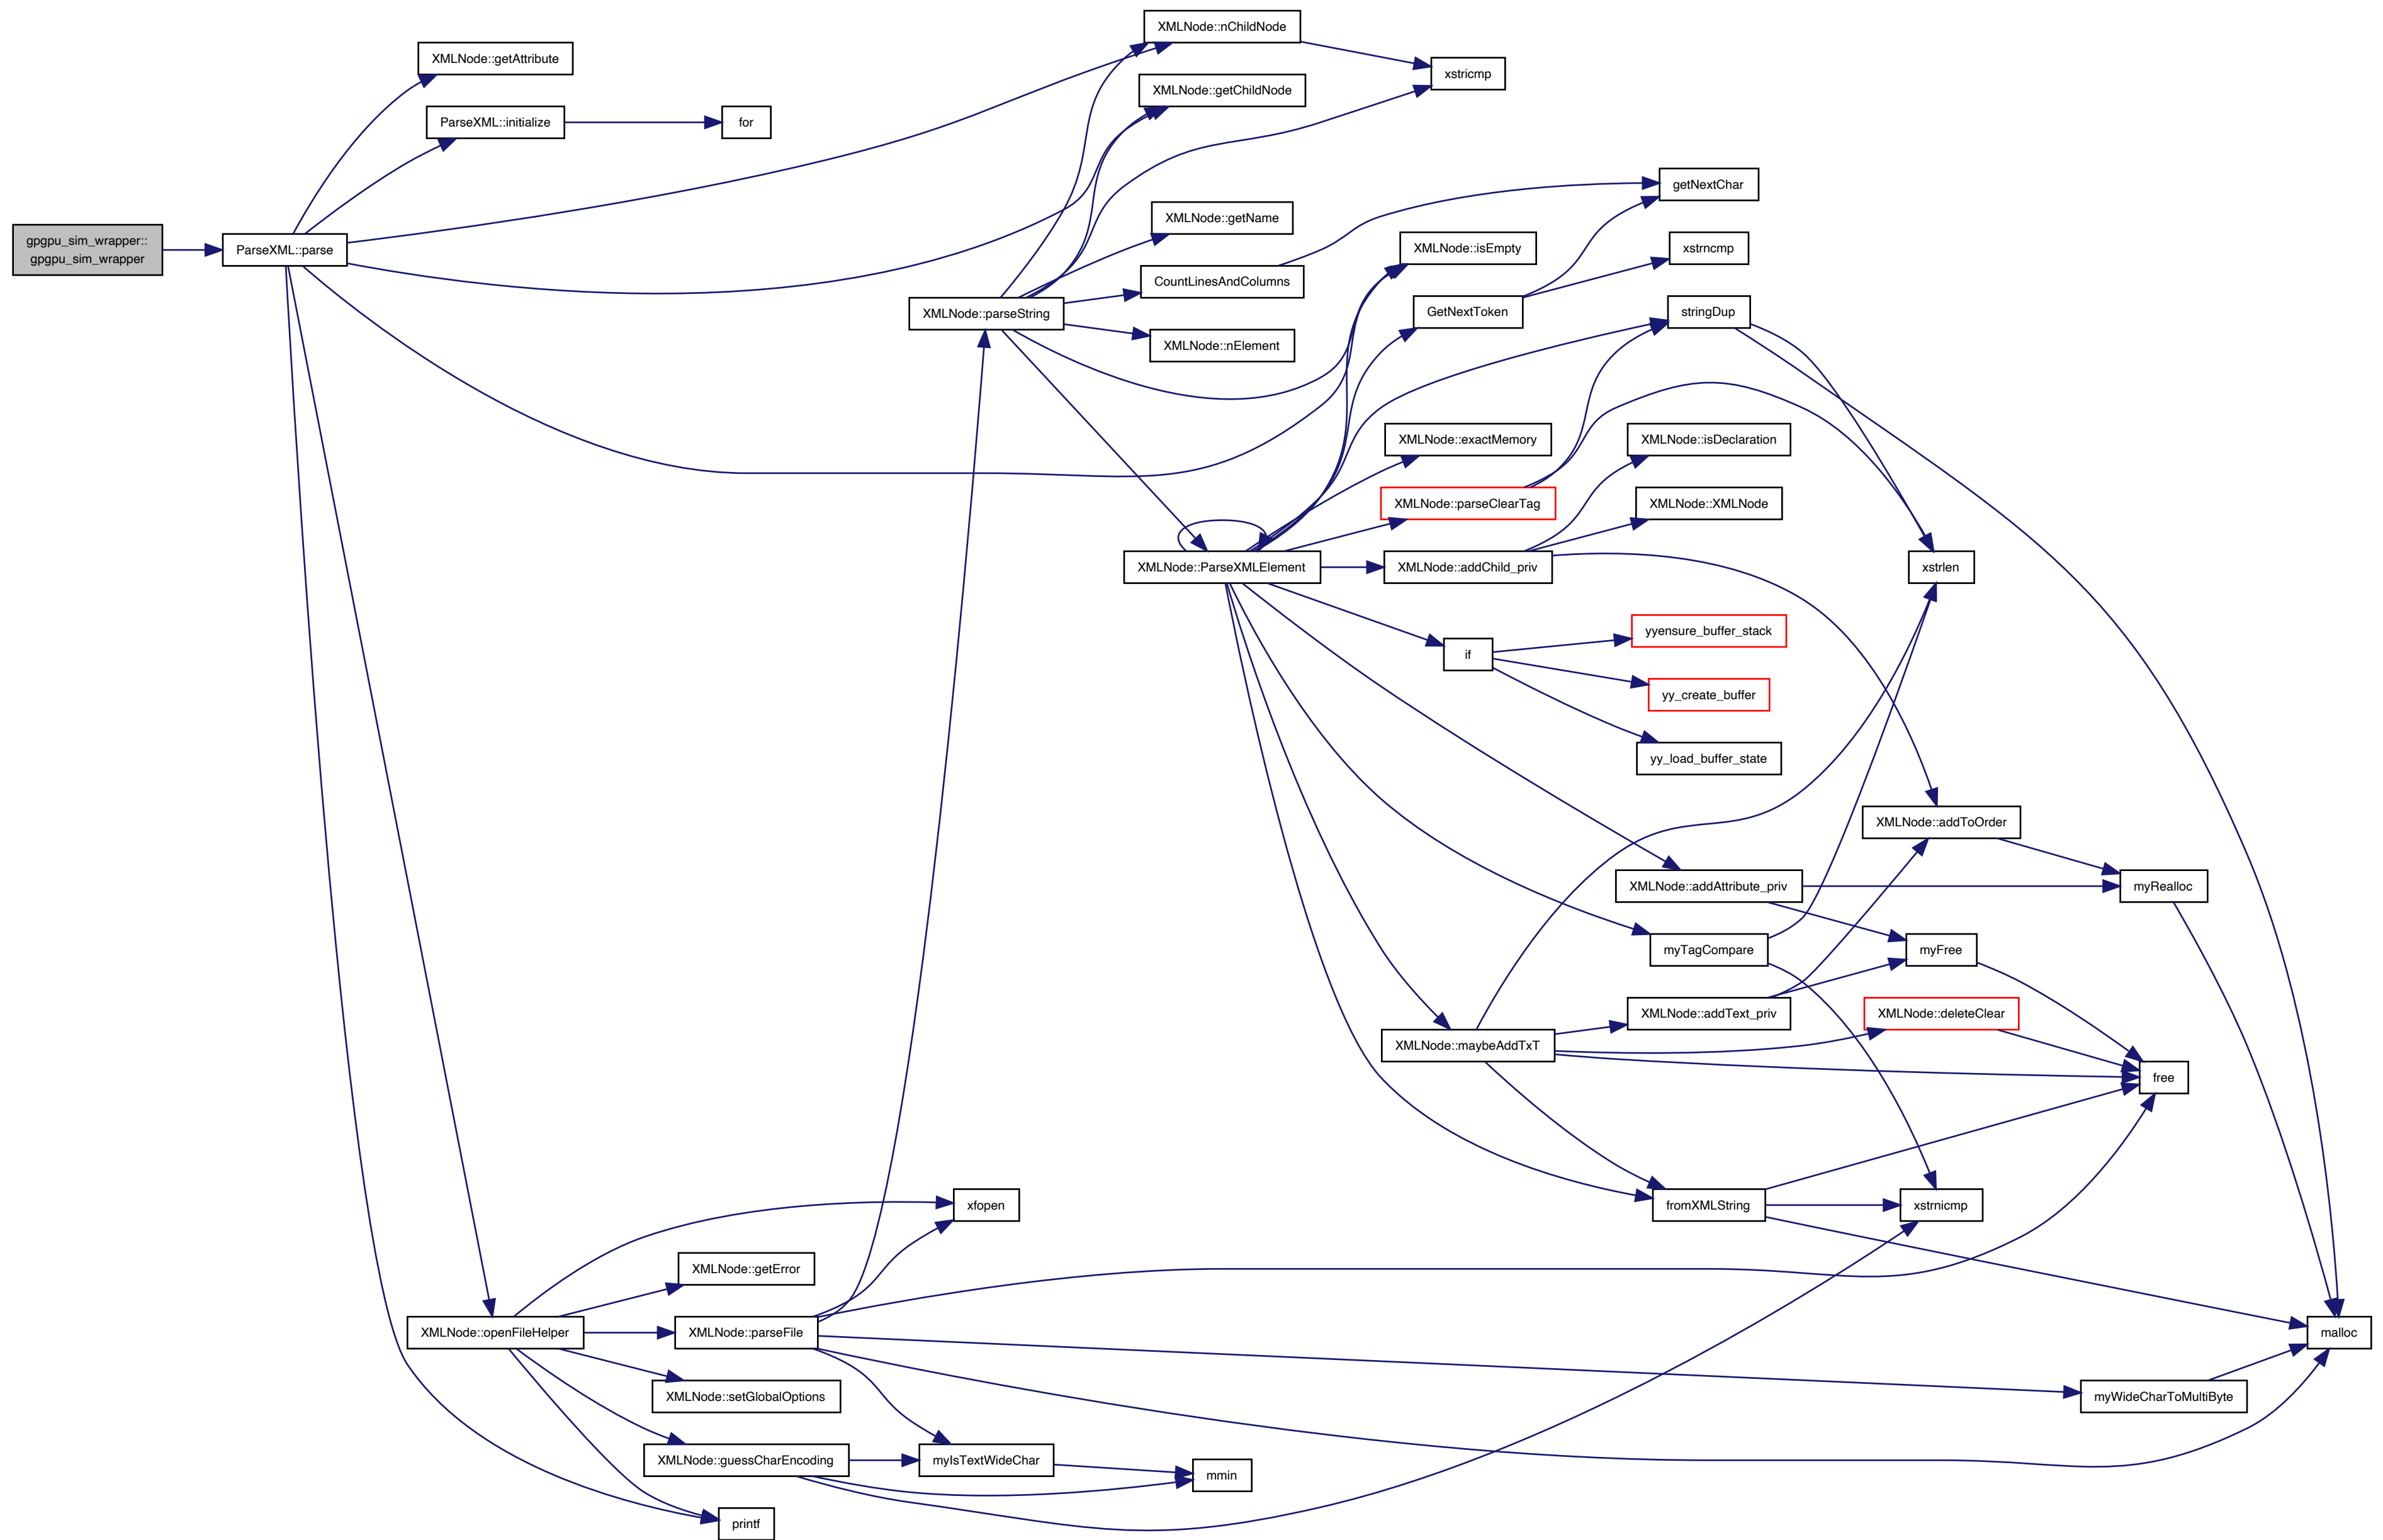 XMLNode::nChildNode
XMLNode::getAttribute
xstricmp
XMLNode::getChildNode
ParseXML::initialize
for
getNextChar
XMLNode::getName
gpgpu_sim_wrapper::
gpgpu_sim_wrapper
ParseXML::parse
XMLNode::isEmpty
xstrncmp
CountLinesAndColumns
XMLNode::parseString
GetNextToken
stringDup
XMLNode::nElement
XMLNode::exactMemory
XMLNode::isDeclaration
XMLNode::parseClearTag
XMLNode::XMLNode
XMLNode::ParseXMLElement
XMLNode::addChild_priv
xstrlen
yyensure_buffer_stack
if
yy_create_buffer
yy_load_buffer_state
XMLNode::addToOrder
XMLNode::addAttribute_priv
myRealloc
myTagCompare
myFree
XMLNode::addText_priv
XMLNode::deleteClear
XMLNode::maybeAddTxT
free
xfopen
fromXMLString
xstrnicmp
XMLNode::getError
XMLNode::openFileHelper
XMLNode::parseFile
malloc
XMLNode::setGlobalOptions
myWideCharToMultiByte
XMLNode::guessCharEncoding
myIsTextWideChar
mmin
printf